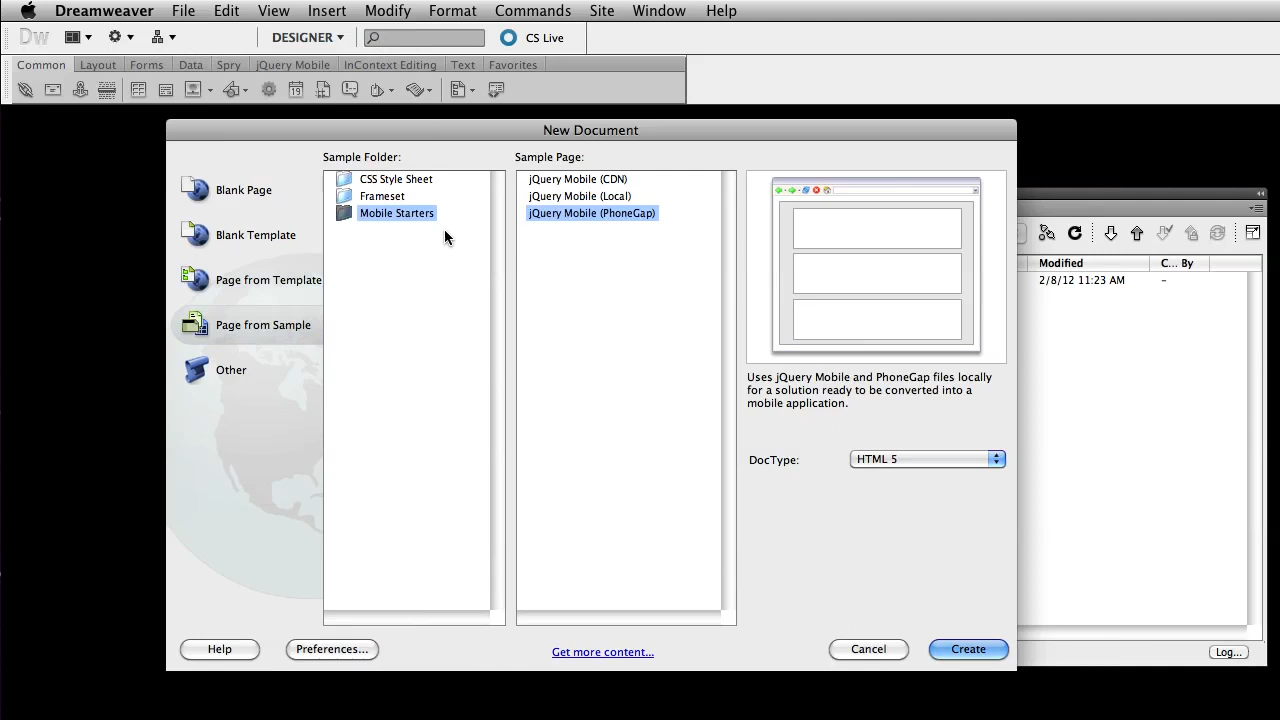 Dreamweaver File Edit View Insert Modify Format Commands Site Window Help
Dw DESIGNER CS Live
Common Layout Forms Data Spry jQuery Mobile InContext Editing Text Favorites
19
New Document
Sample Folder: Sample Page:
Blank Page
Blank Template
Page from Template
Page from Sample
Other
CSS Style Sheet
Frameset
Mobile Starters
jQuery Mobile (CDN)
jQuery Mobile (Local)
jQuery Mobile (PhoneGap)
Uses jQuery Mobile and PhoneGap files locally
for a solution ready to be converted into a
mobile application.
DocType: HTML 5
Help Preferences... Get more content... Cancel Create
Modified C... By
2/8/12 11:23 AM -
Log...